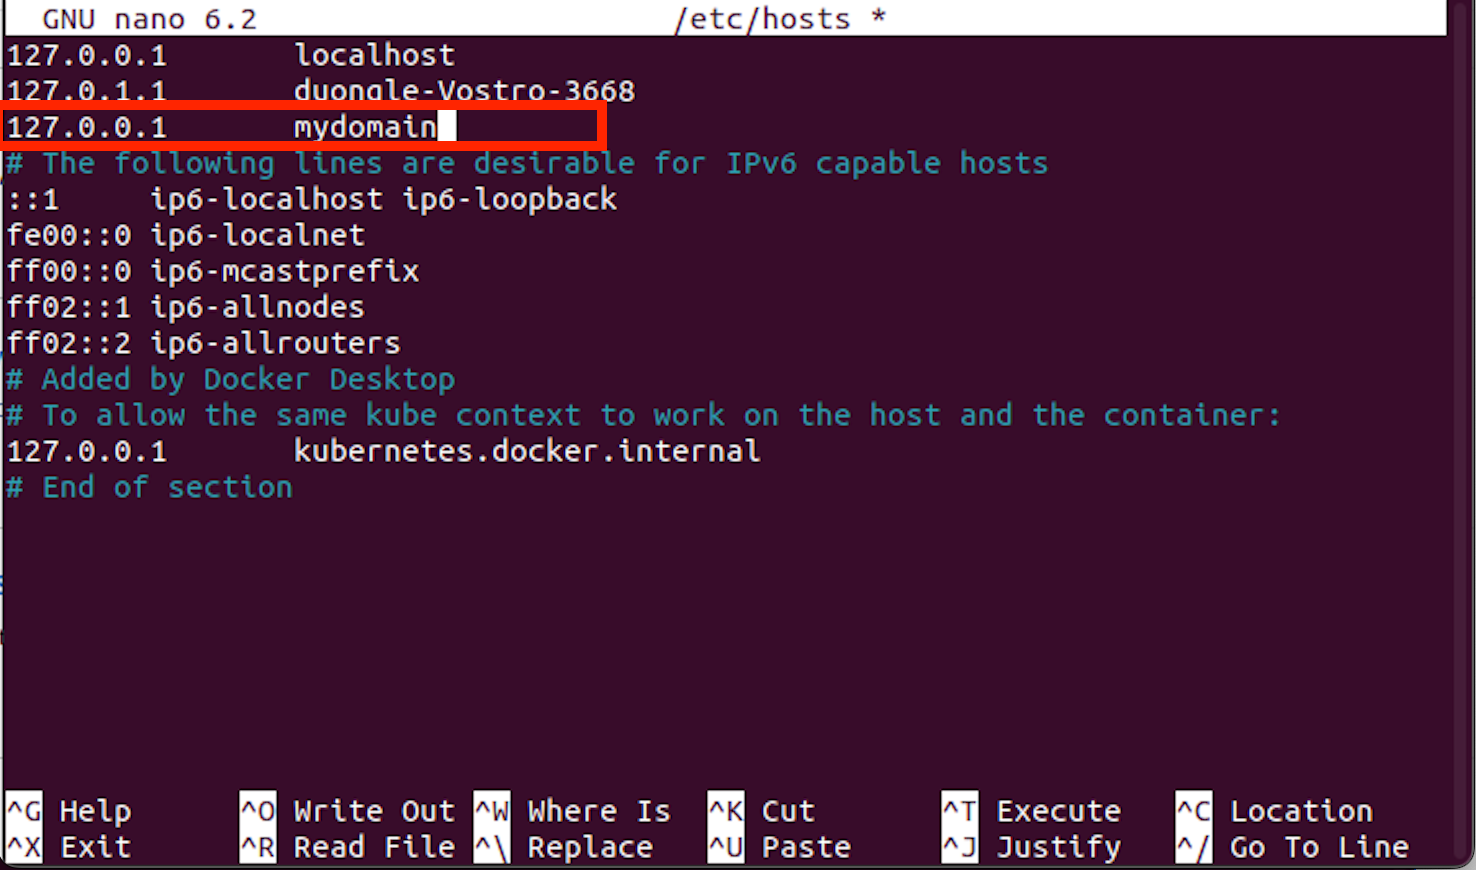 GNU nano 6.2 /etc/hosts *
127.0.0.1 localhost
127.0.1.1 duongle-Vostro-3668
127.0.0.1 mydomain
# The following lines are desirable for IPv6 capable hosts
::1 ip6-localhost ip6-loopback
fe00::0 ip6-localnet
ff00::0 ip6-mcastprefix
ff02::1 ip6-allnodes
ff02::2 ip6-allrouters
# Added by Docker Desktop
# To allow the same kube context to work on the host and the container:
127.0.0.1 kubernetes.docker.internal
# End of section
^G Help ^O Write Out ^W Where Is ^K Cut ^T Execute ^C Location
^X Exit ^R Read File ^\ Replace ^U Paste ^J Justify ^/ Go To Line